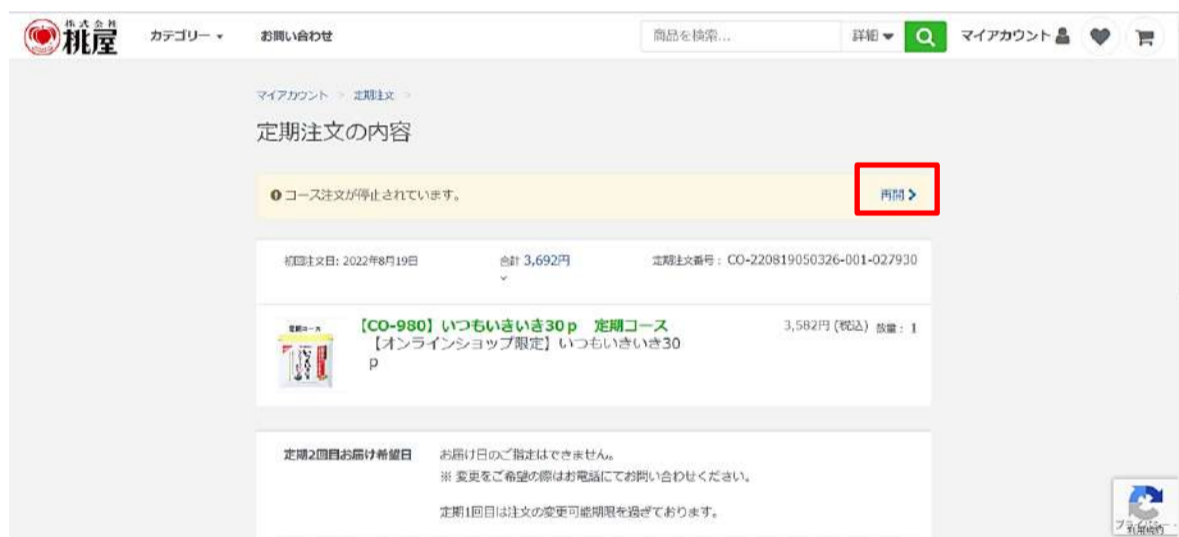 株式会社
桃屋
カテゴリー
お問い合わせ
商品を検索...
詳細
マイアカウント
マイアカウント > 定期注文 >
定期注文の内容
コース注文が停止されています。
再開
初回注文日: 2022年8月19日
合計 3,692円
定期注文番号: CO-220819050326-001-027930
定期コース
【CO-980】いつもいきいき30p 定期コース
【オンラインショップ限定】いつもいきいき30
p
3,582円 (税込) 数量: 1
定期2回目お届け希望日
お届け日のご指定はできません。
※ 変更をご希望の際はお電話にてお問い合わせください。
定期1回目は注文の変更可能期限を過ぎております。